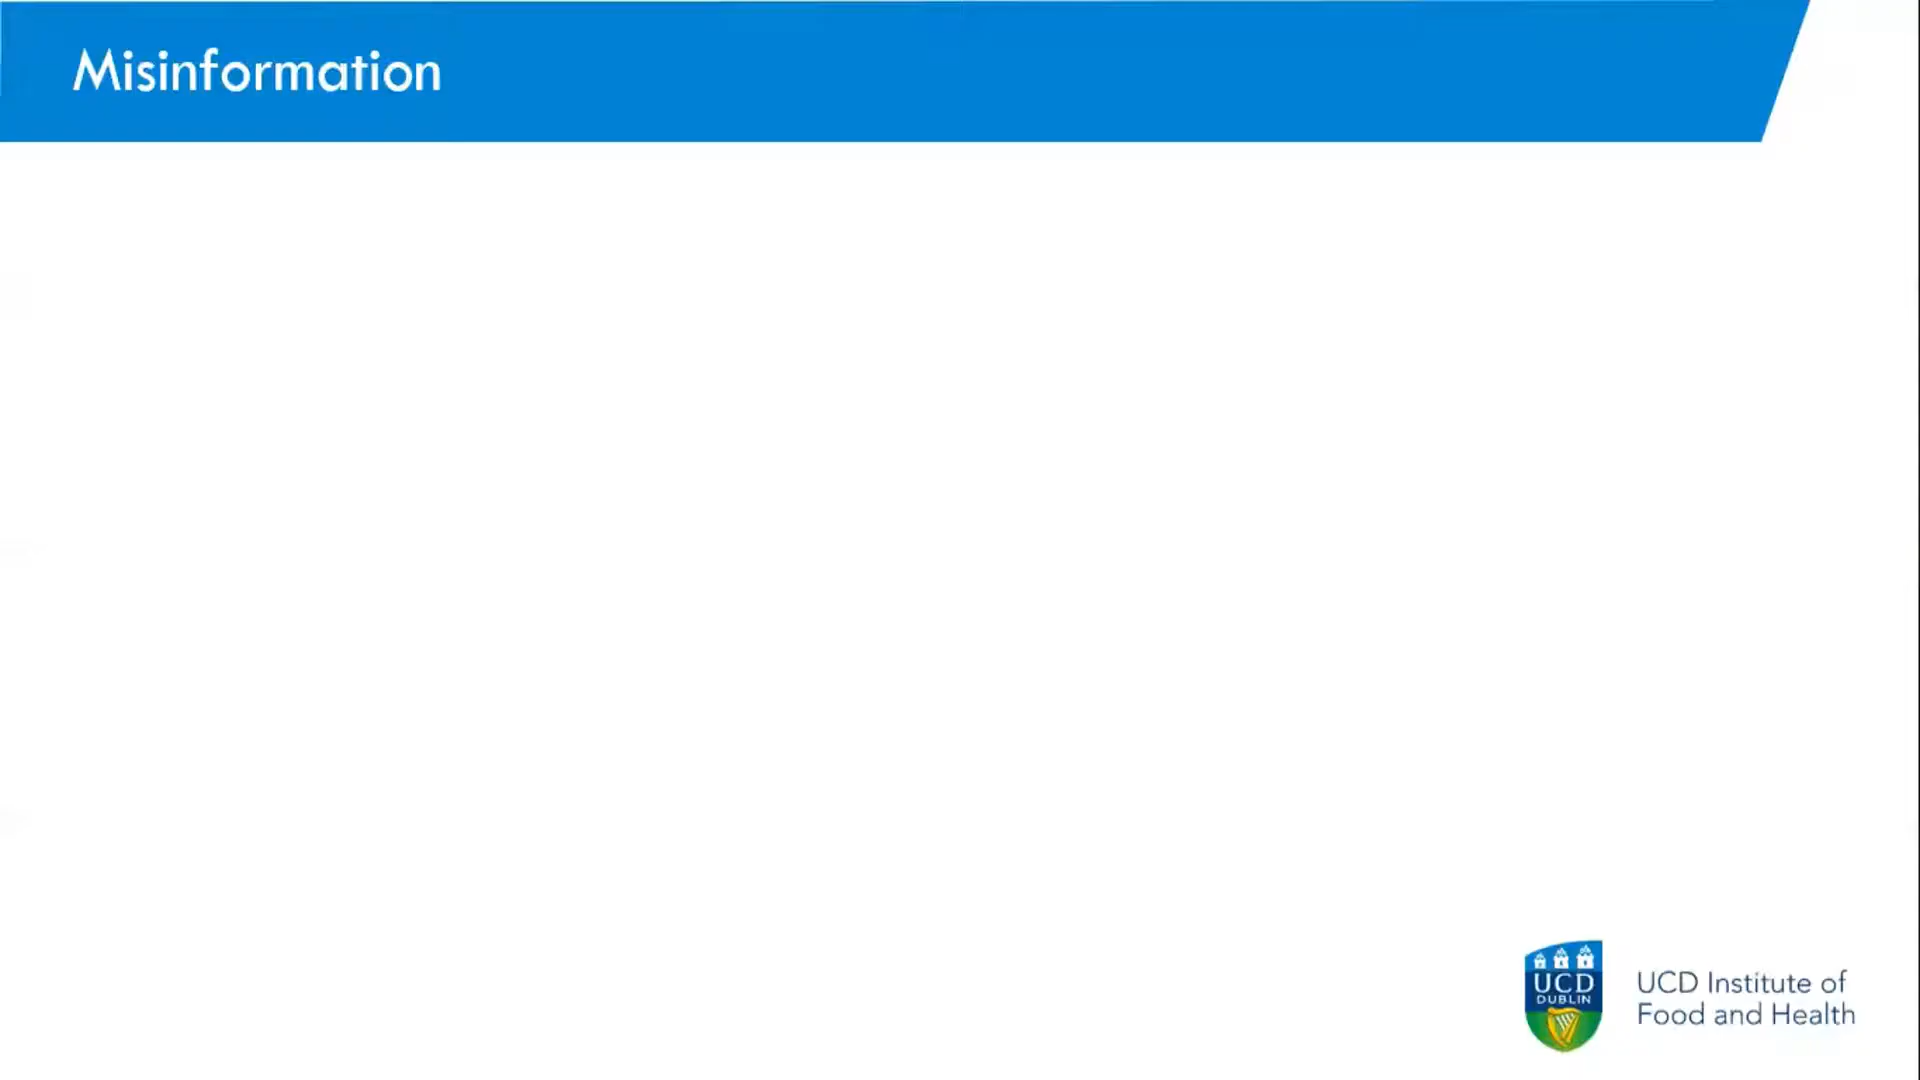 Misinformation
UCD
DUBLIN
UCD Institute of
Food and Health